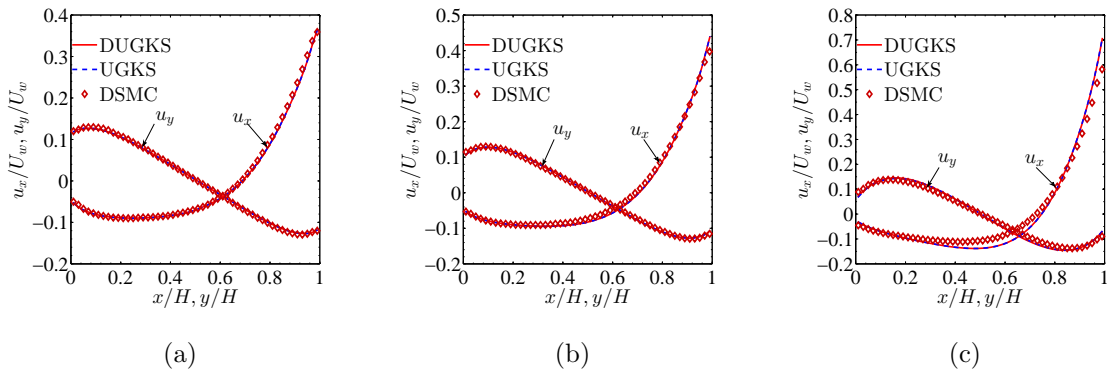 0.4
0.3
0.2
0.1
0
−0.1
−0.2
0
0.2
0.4
0.6
0.8
1
u_x/U_w, u_y/U_w
x/H, y/H
DUGKS
UGKS
DSMC
u_y
u_x
(a)
0.5
0.4
0.3
0.2
0.1
0
−0.1
−0.2
0
0.2
0.4
0.6
0.8
1
u_x/U_w, u_y/U_w
x/H, y/H
DUGKS
UGKS
DSMC
u_y
u_x
(b)
0.8
0.7
0.6
0.5
0.4
0.3
0.2
0.1
0
−0.1
−0.2
0
0.2
0.4
0.6
0.8
1
u_x/U_w, u_y/U_w
x/H, y/H
DUGKS
UGKS
DSMC
u_y
u_x
(c)